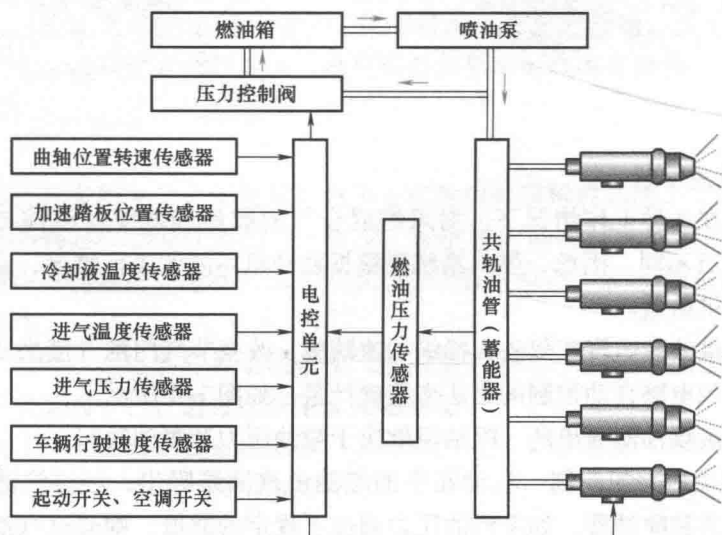 燃油箱
喷油泵
压力控制阀
曲轴位置转速传感器
加速踏板位置传感器
冷却液温度传感器
进气温度传感器
进气压力传感器
车辆行驶速度传感器
起动开关、空调开关
电控单元
燃油压力传感器
共轨油管（蓄能器）